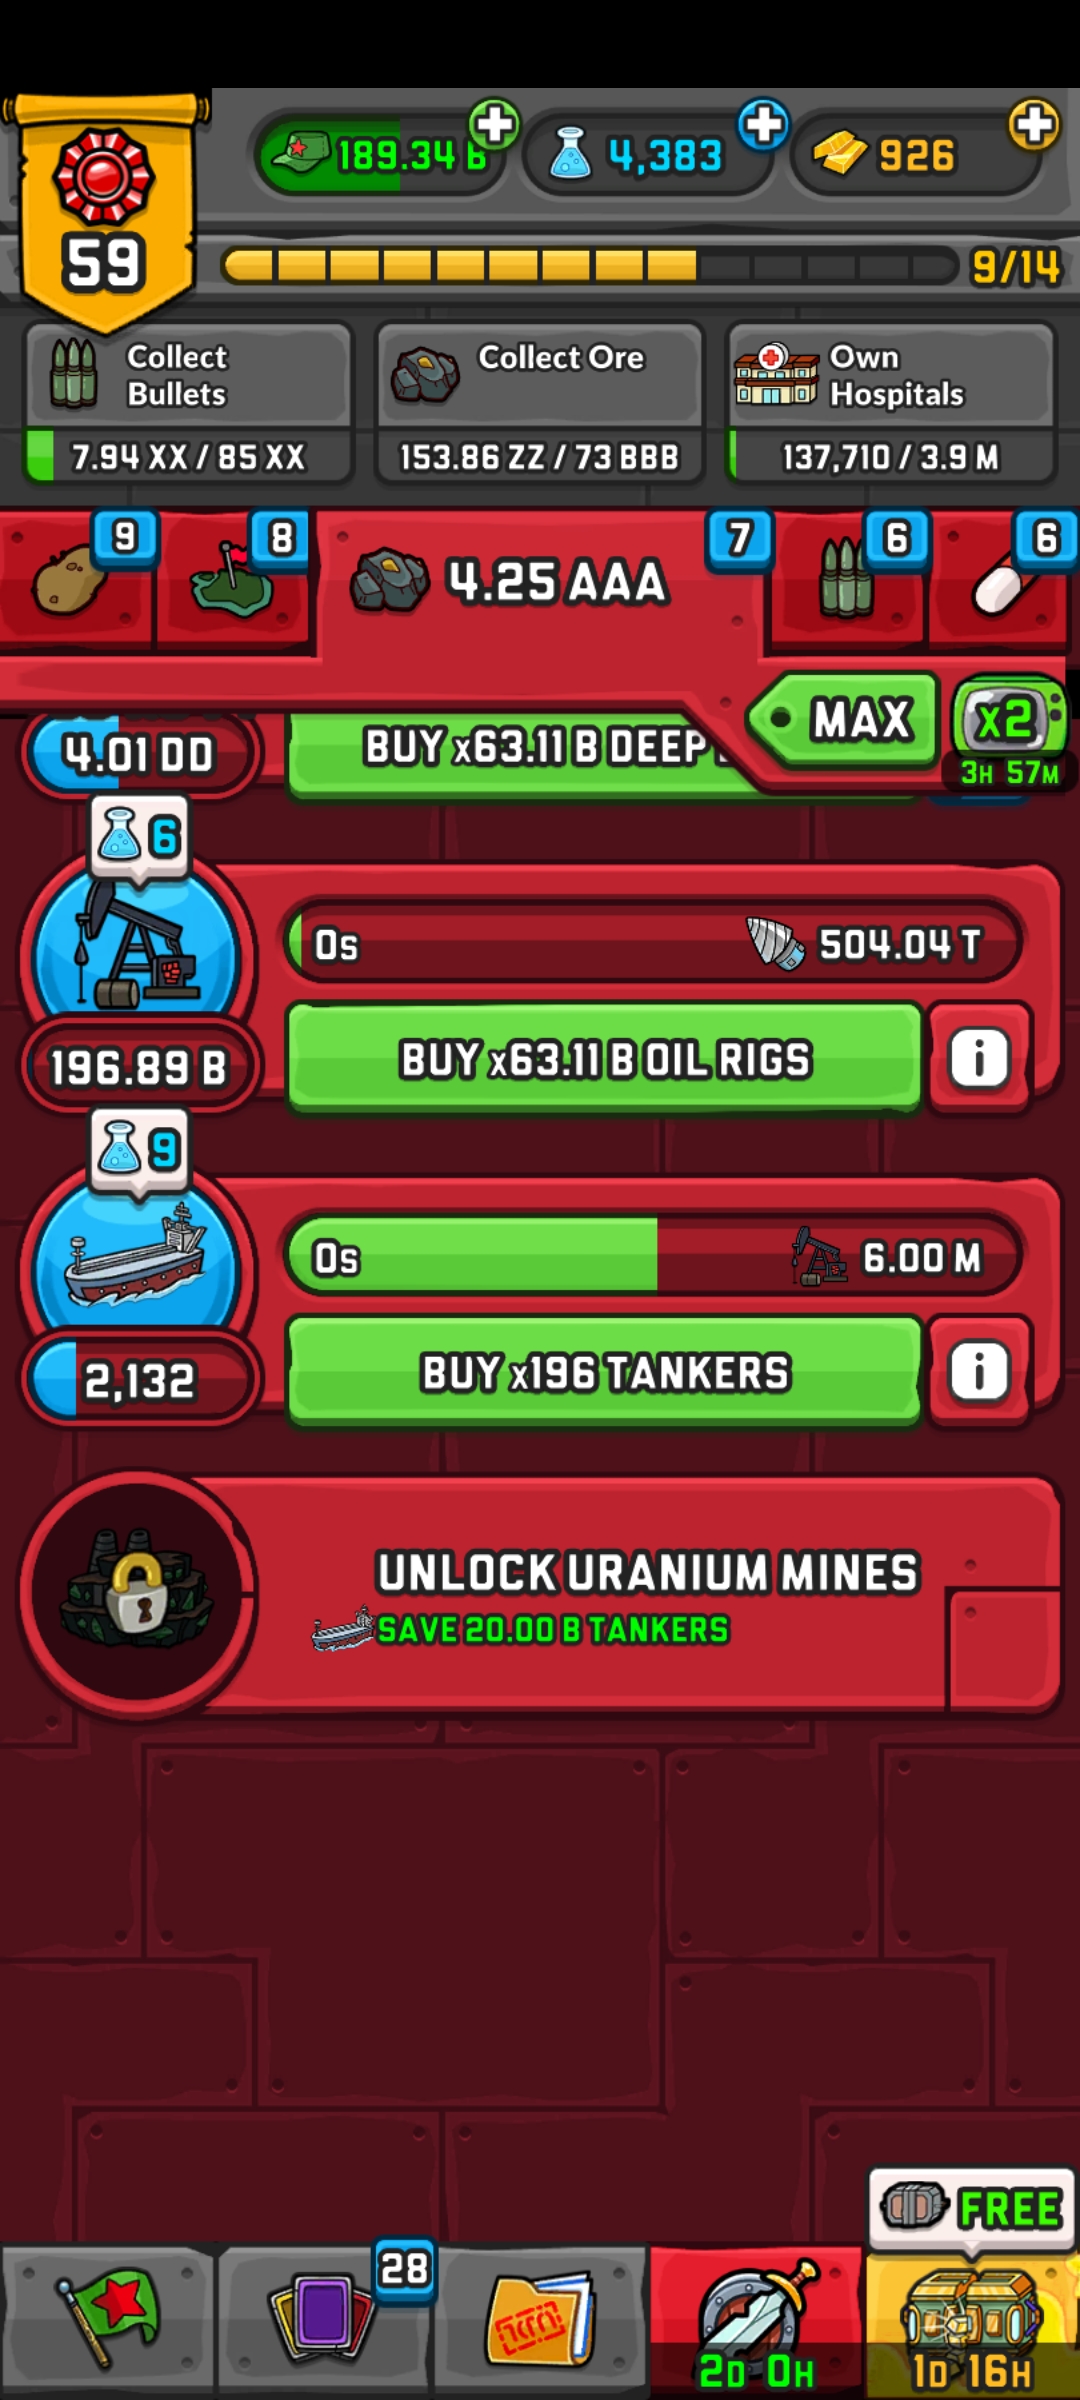 189.34 B
4,383
926
59
9/14
Collect
Bullets
Collect Ore
Own
Hospitals
7.94 XX / 85 XX
153.86 ZZ / 73 BBB
137,710 / 3.9 M
9
8
4.25 AAA
7
6
6
MAX
x2
3H 57M
4.01 DD
BUY x63.11 B DEEP
6
0s
504.04 T
196.89 B
BUY x63.11 B OIL RIGS
i
9
0s
6.00 M
2,132
BUY x196 TANKERS
i
UNLOCK URANIUM MINES
SAVE 20.00 B TANKERS
FREE
28
2D 0H
1D 16H